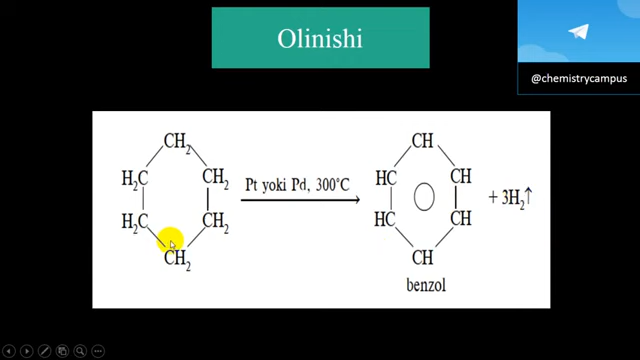 Olinishi
@chemistrycampus
CH₂ CH
H₂C CH₂ Pt yoki Pd, 300°C HC CH
+ 3H₂↑
H₂C CH₂ HC CH
CH₂ CH
benzol